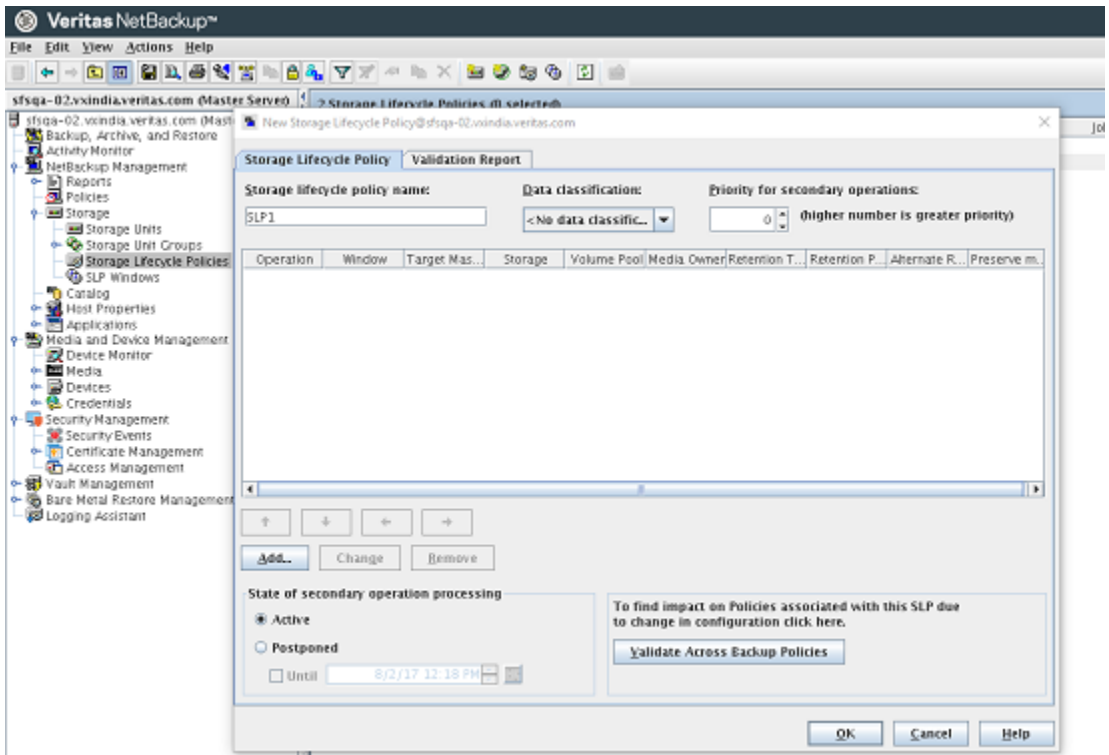 Veritas NetBackup™
File Edit View Actions Help
sfsqa-02.vxindia.veritas.com (Master Server)
2 Storage Lifecycle Policies (0 selected)
sfsqa-02.vxindia.veritas.com (Mast
Backup, Archive, and Restore
Activity Monitor
NetBackup Management
Reports
Policies
Storage
Storage Units
Storage Unit Groups
Storage Lifecycle Policies
SLP Windows
Catalog
Host Properties
Applications
Media and Device Management
Device Monitor
Media
Devices
Credentials
Security Management
Security Events
Certificate Management
Access Management
Vault Management
Bare Metal Restore Management
Logging Assistant
New Storage Lifecycle Policy@sfsqa-02.vxindia.veritas.com
Storage Lifecycle Policy Validation Report
Storage lifecycle policy name: Data classification: Priority for secondary operations:
SLP1 <No data classific... 0 (higher number is greater priority)
Operation Window Target Mas... Storage Volume Pool Media Owner Retention T... Retention P... Alternate R... Preserve m...
Add... Change Remove
State of secondary operation processing
Active
Postponed
Until 8/2/17 12:18 PM
To find impact on Policies associated with this SLP due
to change in configuration click here.
Validate Across Backup Policies
OK Cancel Help